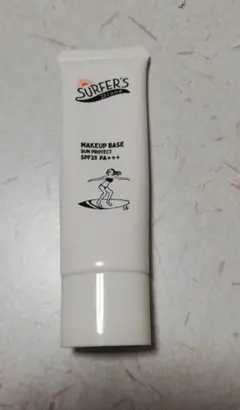 SURFER'S
MAKEUP BASE
SUN PROTECT
SPF35 PA+++